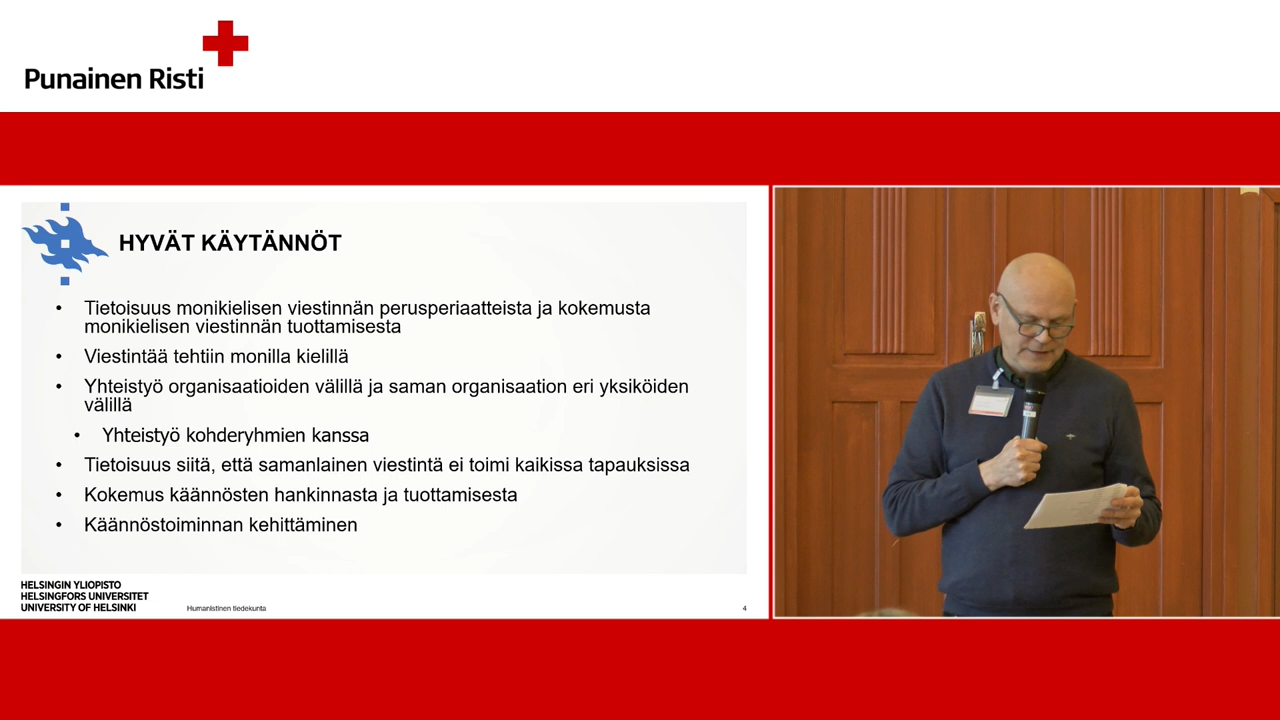 Punainen Risti
HYVÄT KÄYTÄNNÖT
• Tietoisuus monikielisen viestinnän perusperiaatteista ja kokemusta
monikielisen viestinnän tuottamisesta
• Viestintää tehtiin monilla kielillä
• Yhteistyö organisaatioiden välillä ja saman organisaation eri yksiköiden
välillä
• Yhteistyö kohderyhmien kanssa
• Tietoisuus siitä, että samanlainen viestintä ei toimi kaikissa tapauksissa
• Kokemus käännösten hankinnasta ja tuottamisesta
• Käännöstoiminnan kehittäminen
HELSINGIN YLIOPISTO
HELSINGFORS UNIVERSITET
UNIVERSITY OF HELSINKI
Humanistinen tiedekunta
4